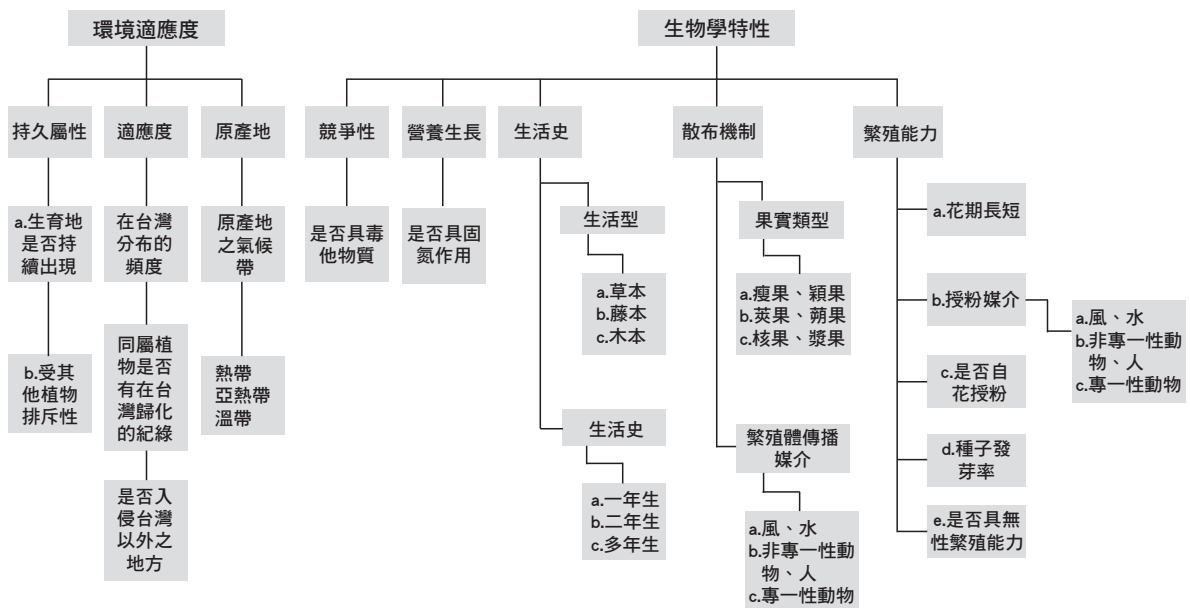 環境適應度
持久屬性
適應度
原產地
a.生育地
是否持
續出現
b.受其
他植物
排斥性
在台灣
分布的
頻度
同屬植
物是否
有在台
灣歸化
的紀綠
是否入
侵台灣
以外之
地方
原產地
之氣候
帶
熱帶
亞熱帶
溫帶
生物學特性
競爭性
營養生長
生活史
散布機制
繁殖能力
是否具毒
他物質
是否具固
氮作用
生活型
a.草本
b.藤本
c.木本
生活史
a.一年生
b.二年生
c.多年生
果實類型
a.瘦果、穎果
b.莢果、蒴果
c.核果、漿果
繁殖體傳播
媒介
a.風、水
b.非專一性動
物、人
c.專一性動物
a.花期長短
b.授粉媒介
a.風、水
b.非專一性動
物、人
c.專一性動物
c.是否自
花授粉
d.種子發
芽率
e.是否具無
性繁殖能力